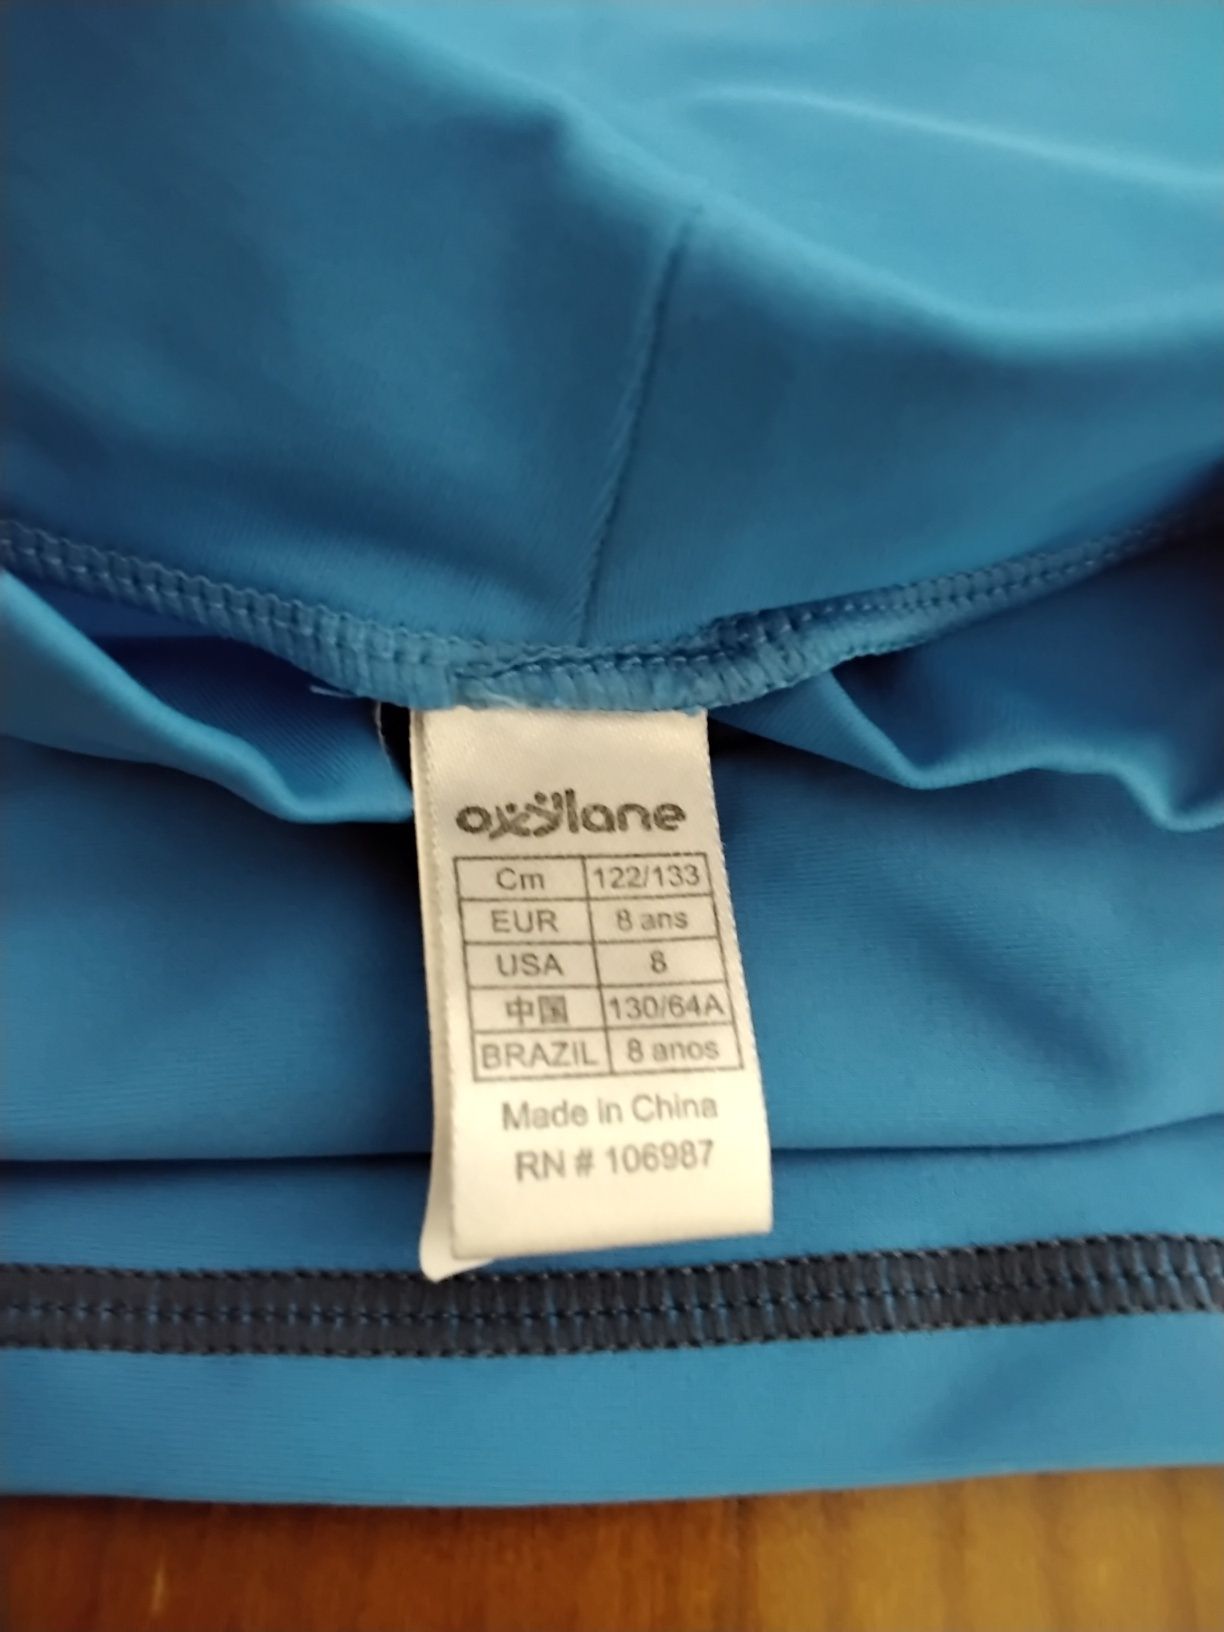 oxylane
Cm 122/133
EUR 8 ans
USA 8
中国 130/64A
BRAZIL 8 anos
Made in China
RN # 106987